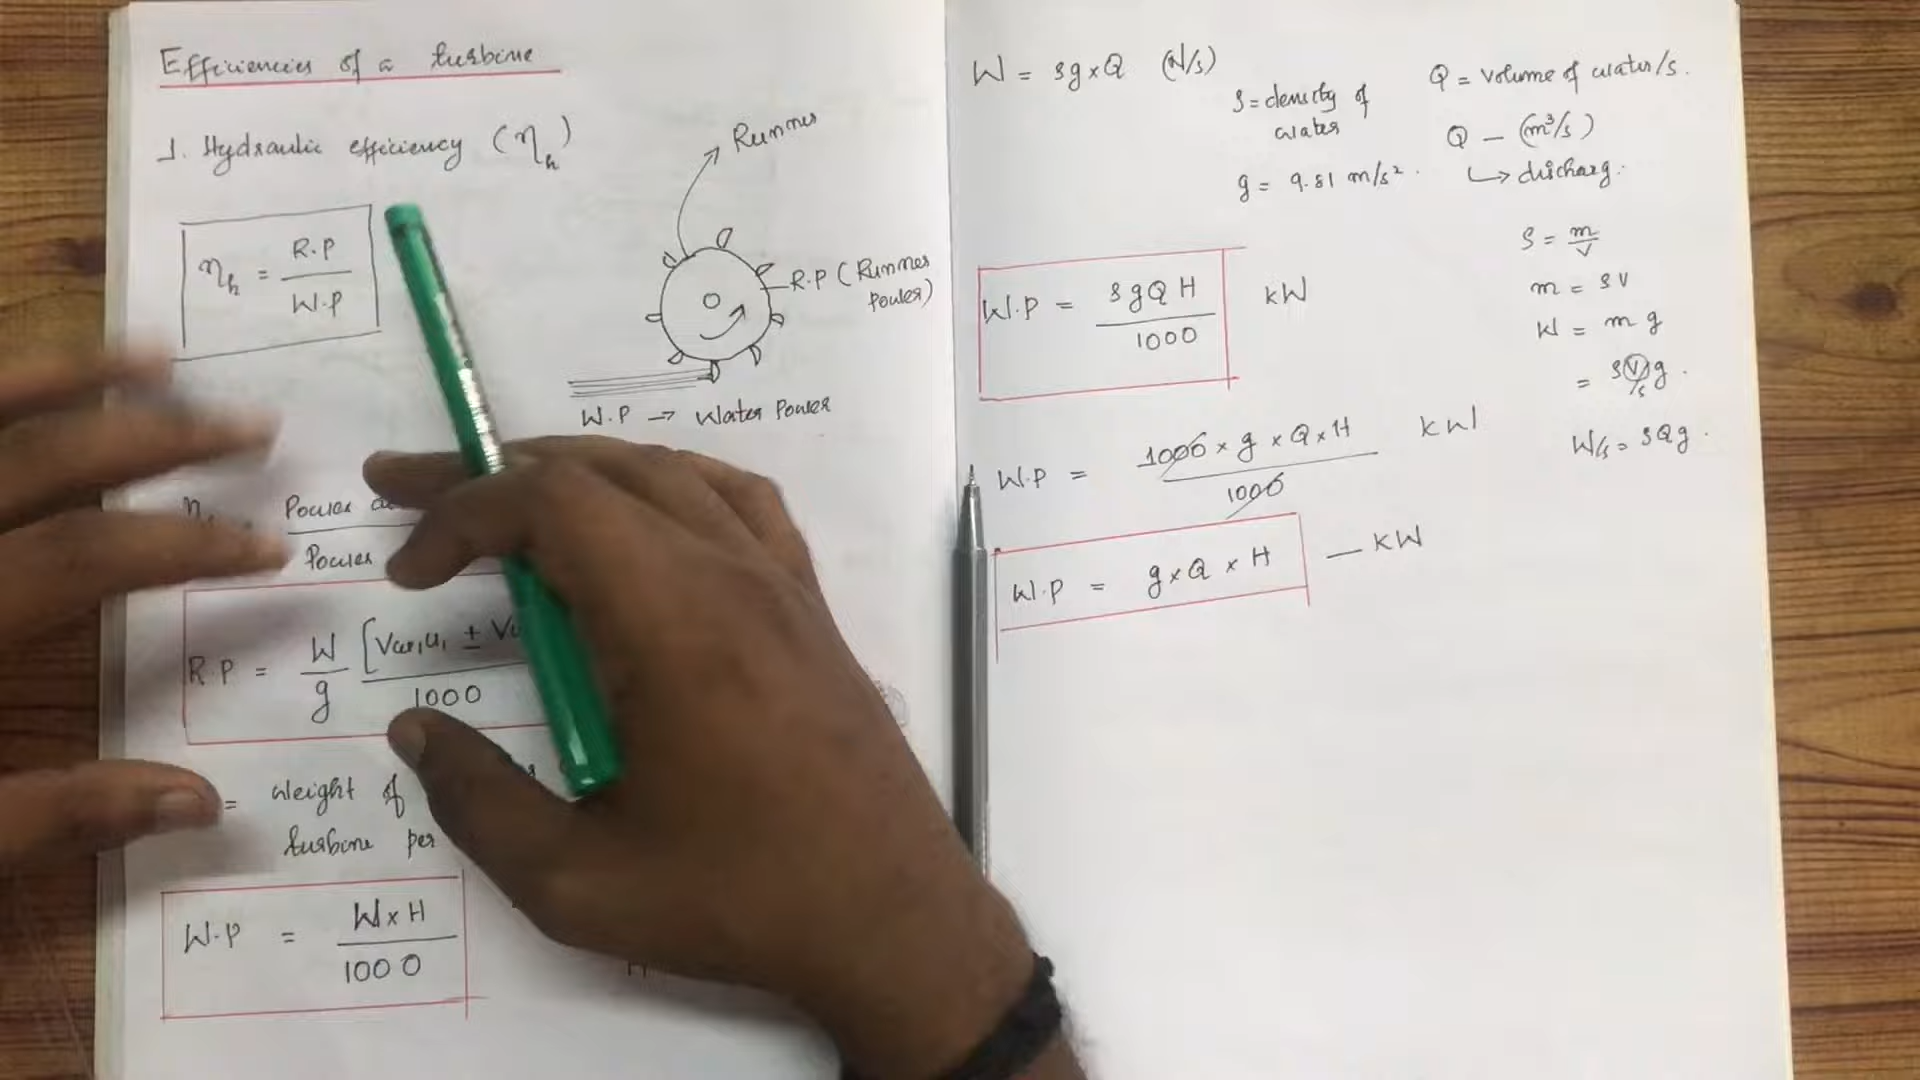 Efficiencies of a turbine
1. Hydraulic efficiency (ηh)
Runner
ηh = R.P / W.P
R.P (Runner Power)
W.P → Water Power
Power
Power
R.P = W/g [Vw1u1 ±
1000
= weight of
turbine per
W.P = W×H / 1000
H
W = ρg×Q (N/s)
ρ = density of water
g = 9.81 m/s².
Q = volume of water/s.
Q – (m³/s)
↳ discharg.
W.P = ρgQH / 1000 kW
W.P = 1000 × g × Q × H / 1000 kW
W.P = g×Q × H — kW
ρ = m/V
m = ρV
W = mg
= ρ V/s g.
W/s = ρQg.